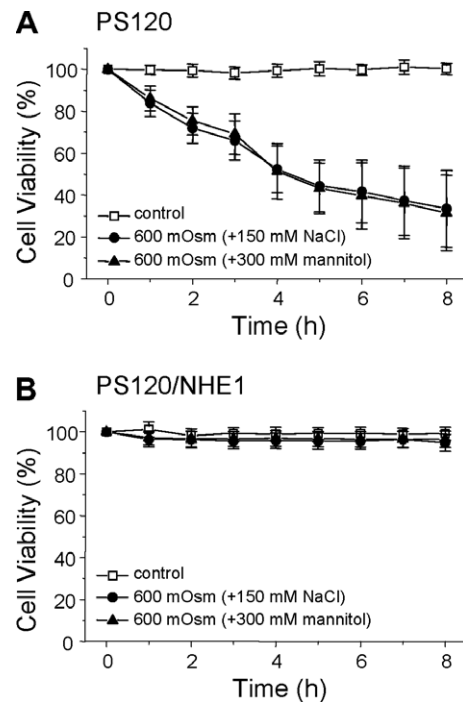 A PS120
Cell Viability (%)
100
80
60
40
20
0
control
600 mOsm (+150 mM NaCl)
600 mOsm (+300 mM mannitol)
0 2 4 6 8
Time (h)
B PS120/NHE1
Cell Viability (%)
100
80
60
40
20
0
control
600 mOsm (+150 mM NaCl)
600 mOsm (+300 mM mannitol)
0 2 4 6 8
Time (h)